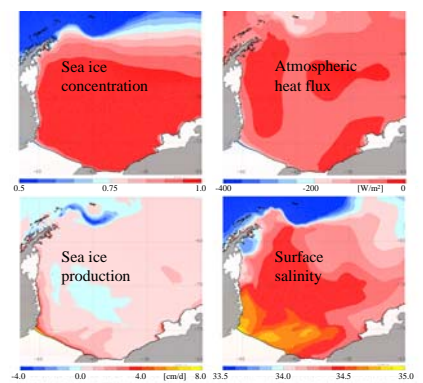 Sea ice
concentration
Atmospheric
heat flux
0.5 0.75 1.0
-400 -200 [W/m²] 0
Sea ice
production
Surface
salinity
-4.0 0.0 4.0 [cm/d] 8.0
33.5 34.0 34.5 35.0